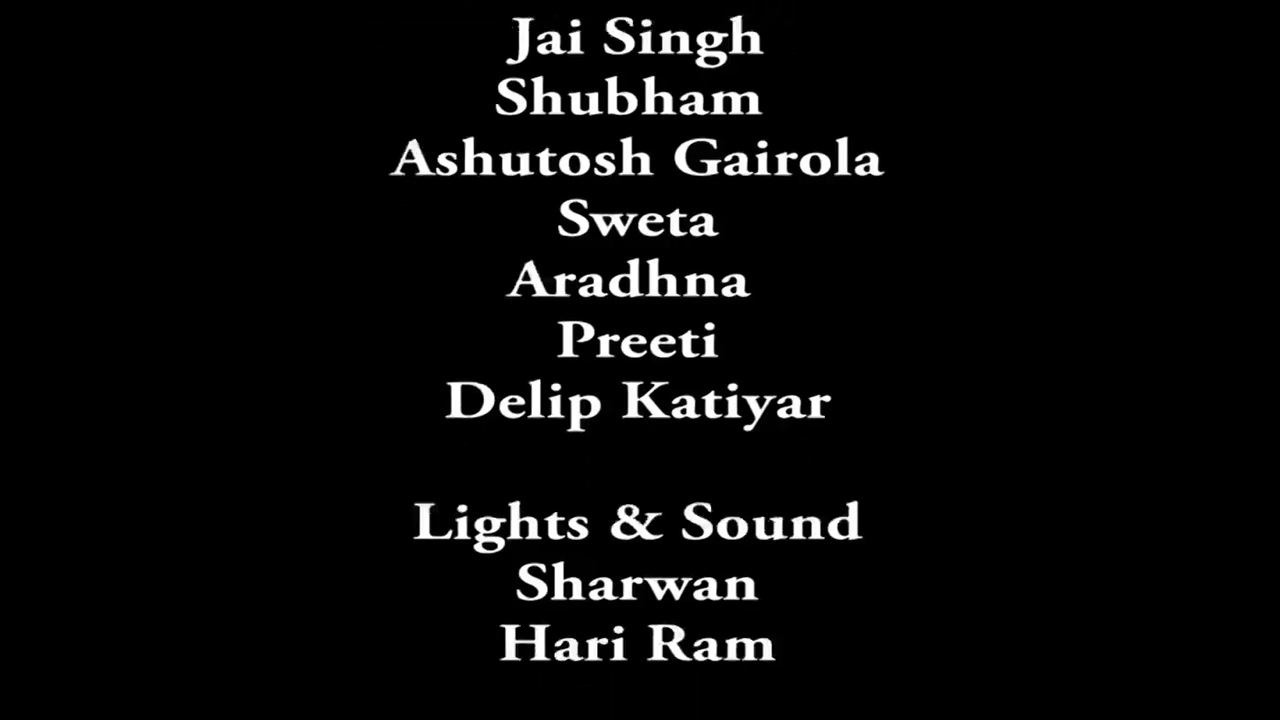 Jai Singh
Shubham
Ashutosh Gairola
Sweta
Aradhna
Preeti
Delip Katiyar
Lights & Sound
Sharwan
Hari Ram